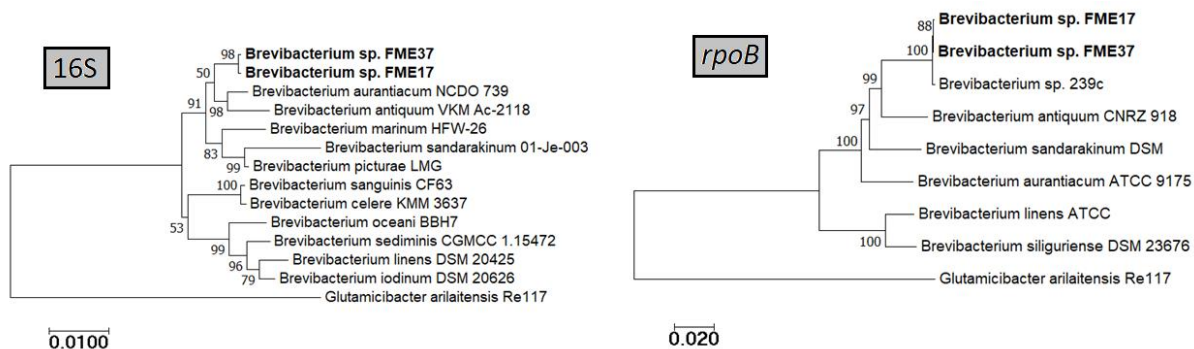 16S
98
Brevibacterium sp. FME37
Brevibacterium sp. FME17
50
Brevibacterium aurantiacum NCDO 739
91
98
Brevibacterium antiquum VKM Ac-2118
Brevibacterium marinum HFW-26
83
Brevibacterium sandarakinum 01-Je-003
99
Brevibacterium picturae LMG
100
Brevibacterium sanguinis CF63
Brevibacterium celere KMM 3637
53
Brevibacterium oceani BBH7
99
Brevibacterium sediminis CGMCC 1.15472
96
Brevibacterium linens DSM 20425
79
Brevibacterium iodinum DSM 20626
Glutamicibacter arilaitensis Re117
0.0100
rpoB
88
Brevibacterium sp. FME17
100
Brevibacterium sp. FME37
Brevibacterium sp. 239c
99
Brevibacterium antiquum CNRZ 918
97
Brevibacterium sandarakinum DSM
100
Brevibacterium aurantiacum ATCC 9175
Brevibacterium linens ATCC
100
Brevibacterium siliguriense DSM 23676
Glutamicibacter arilaitensis Re117
0.020